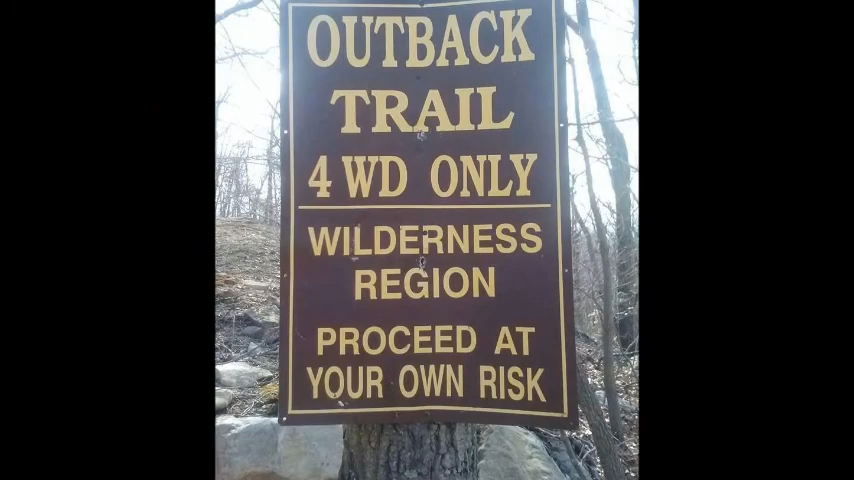 OUTBACK
TRAIL
4 WD ONLY
WILDERNESS
REGION
PROCEED AT
YOUR OWN RISK